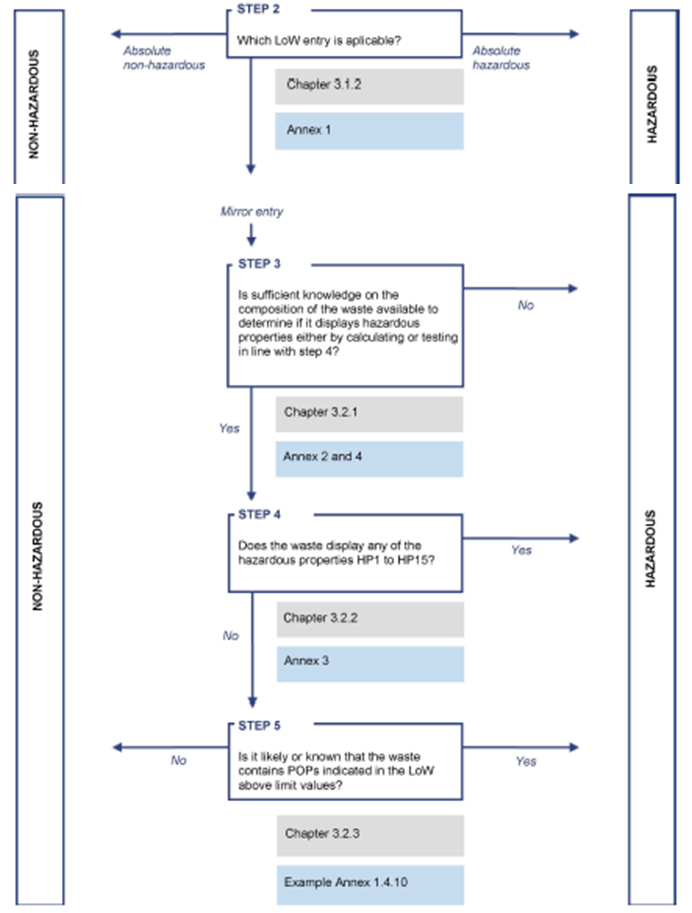 STEP 2
Which LoW entry is aplicable?
Absolute
non-hazardous
Absolute
hazardous
NON-HAZARDOUS
HAZARDOUS
Chapter 3.1.2
Annex 1
Mirror entry
STEP 3
Is sufficient knowledge on the
composition of the waste available to
determine if it displays hazardous
properties either by calculating or testing
in line with step 4?
No
Yes
Chapter 3.2.1
Annex 2 and 4
STEP 4
Does the waste display any of the
hazardous properties HP1 to HP15?
Yes
NON-HAZARDOUS
HAZARDOUS
No
Chapter 3.2.2
Annex 3
STEP 5
Is it likely or known that the waste
contains POPs indicated in the LoW
above limit values?
No
Yes
Chapter 3.2.3
Example Annex 1.4.10